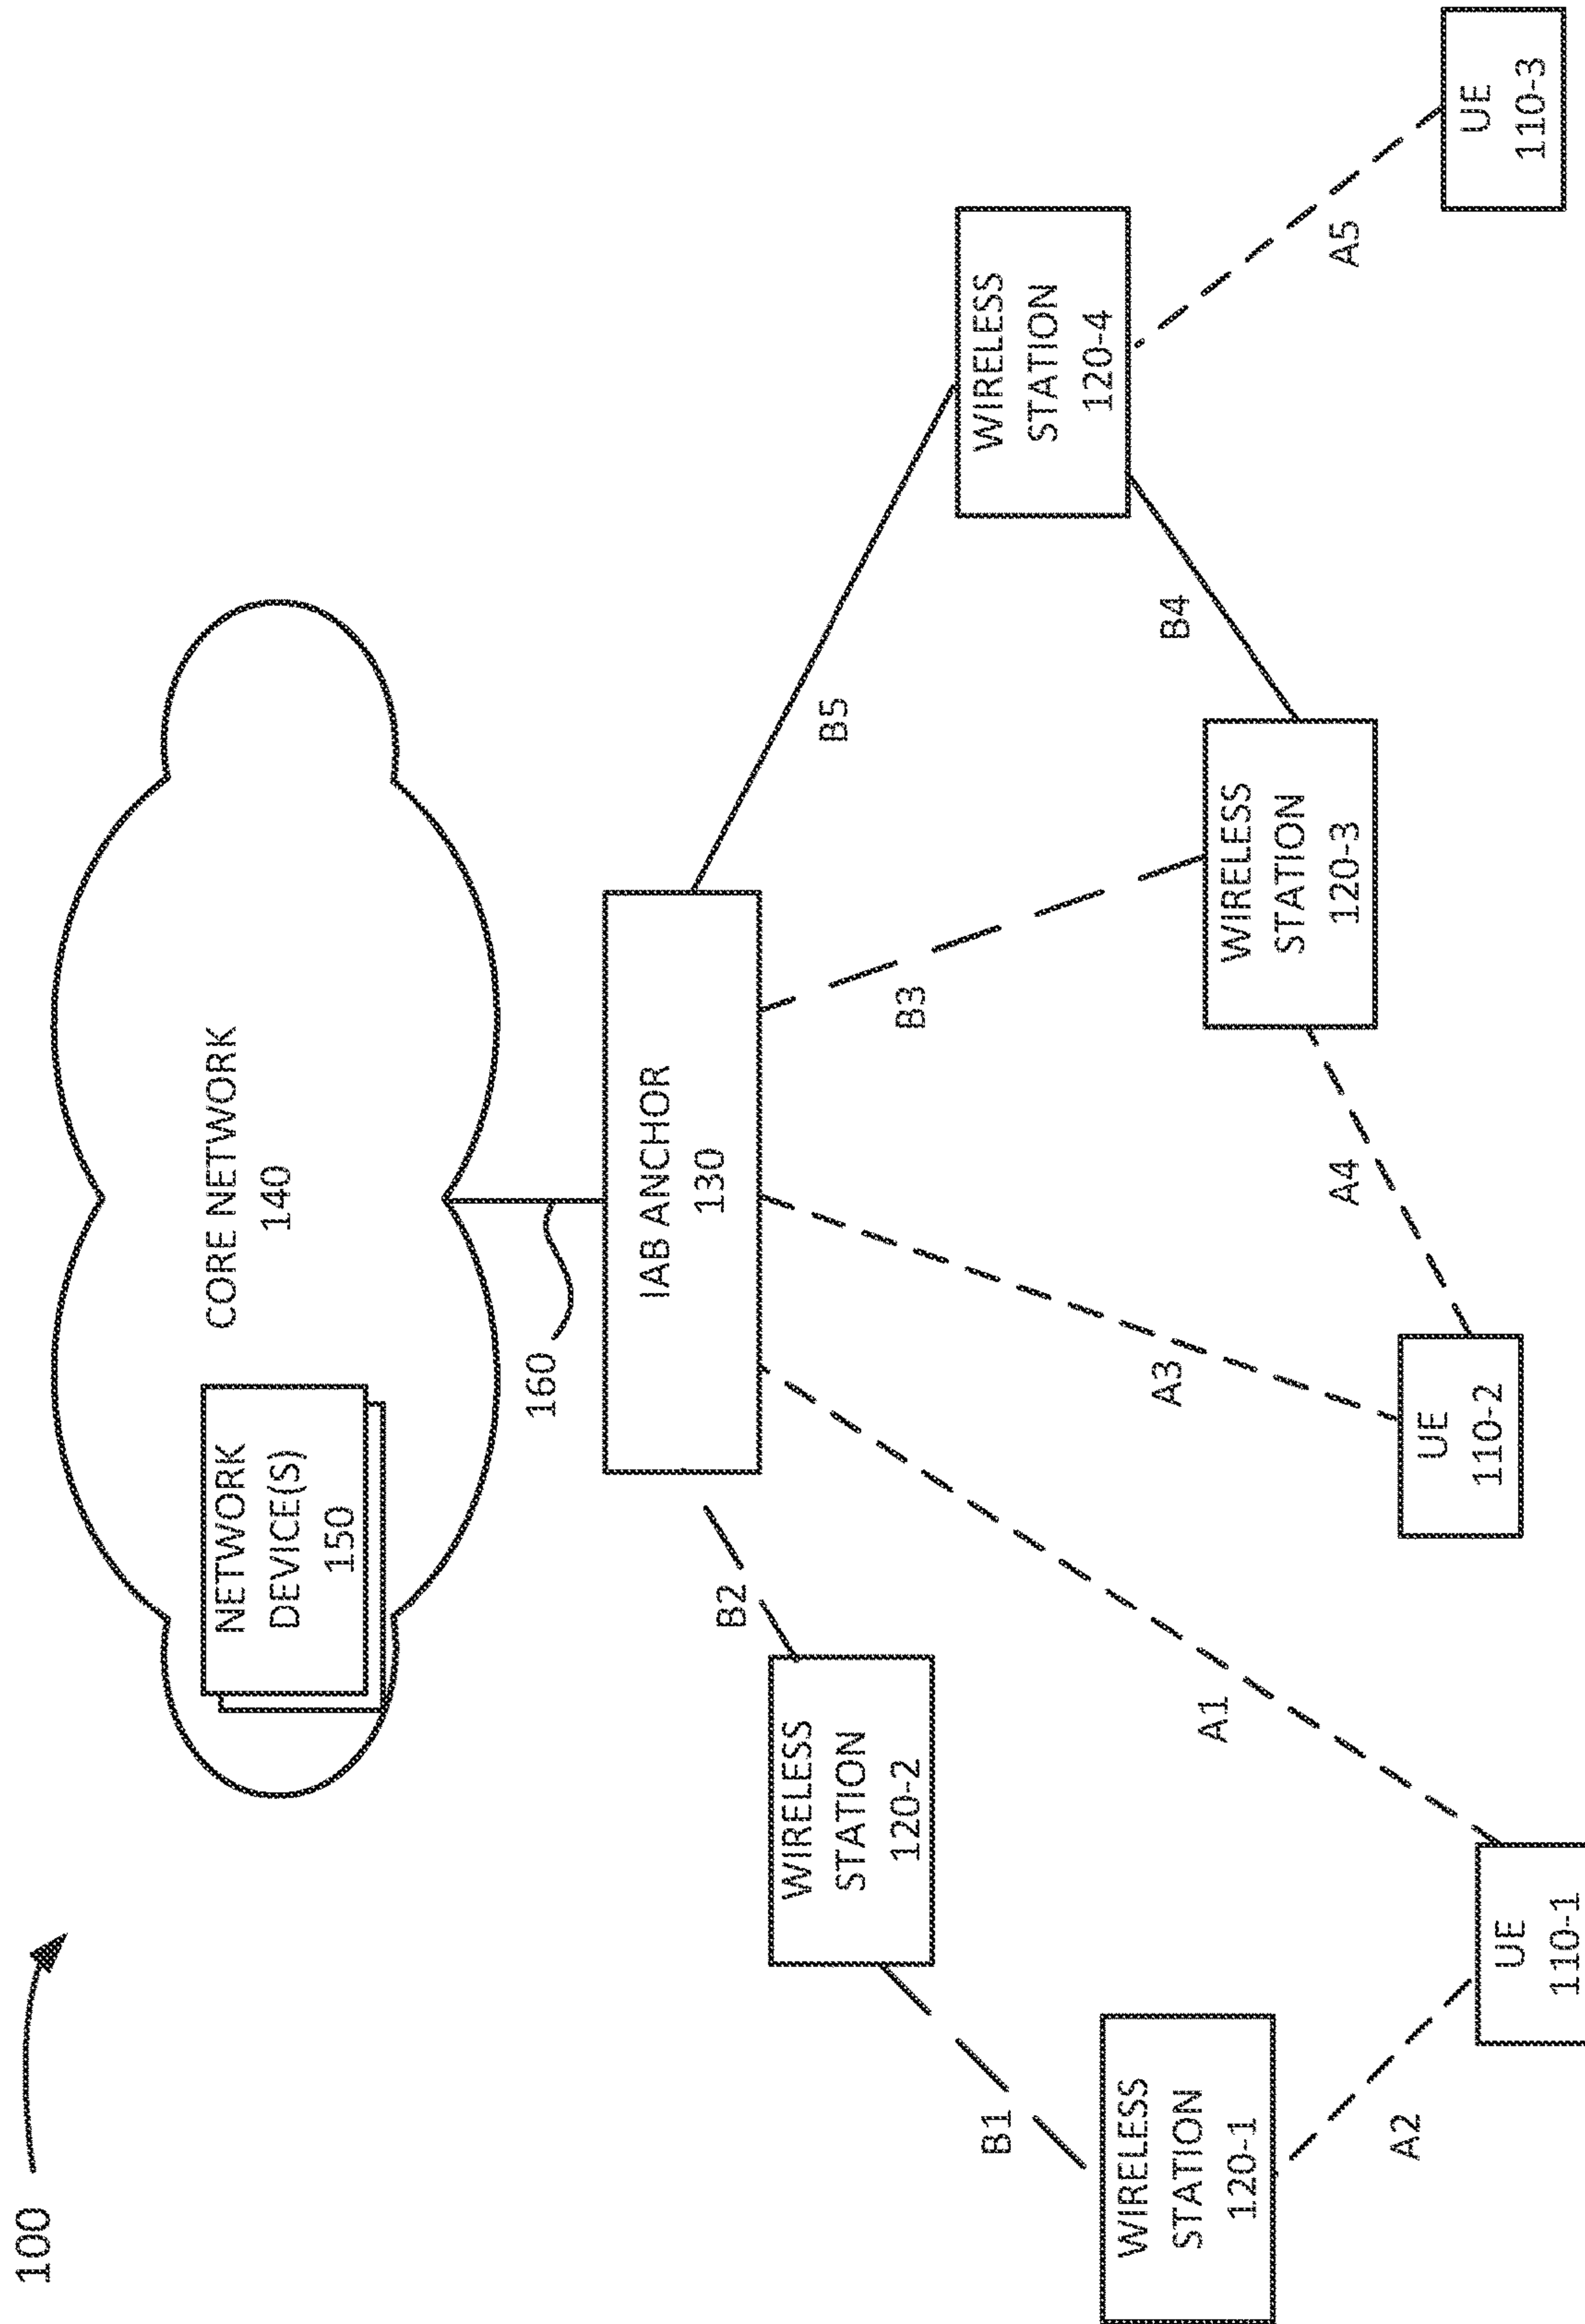 100
CORE NETWORK
140
NETWORK
DEVICE(S)
150
160
IAB ANCHOR
130
B2
B5
WIRELESS
STATION
120-2
B3
B1
WIRELESS
STATION
120-4
B4
WIRELESS
STATION
120-1
A1
A3
WIRELESS
STATION
120-3
A4
A5
A2
UE
110-1
UE
110-2
UE
110-3